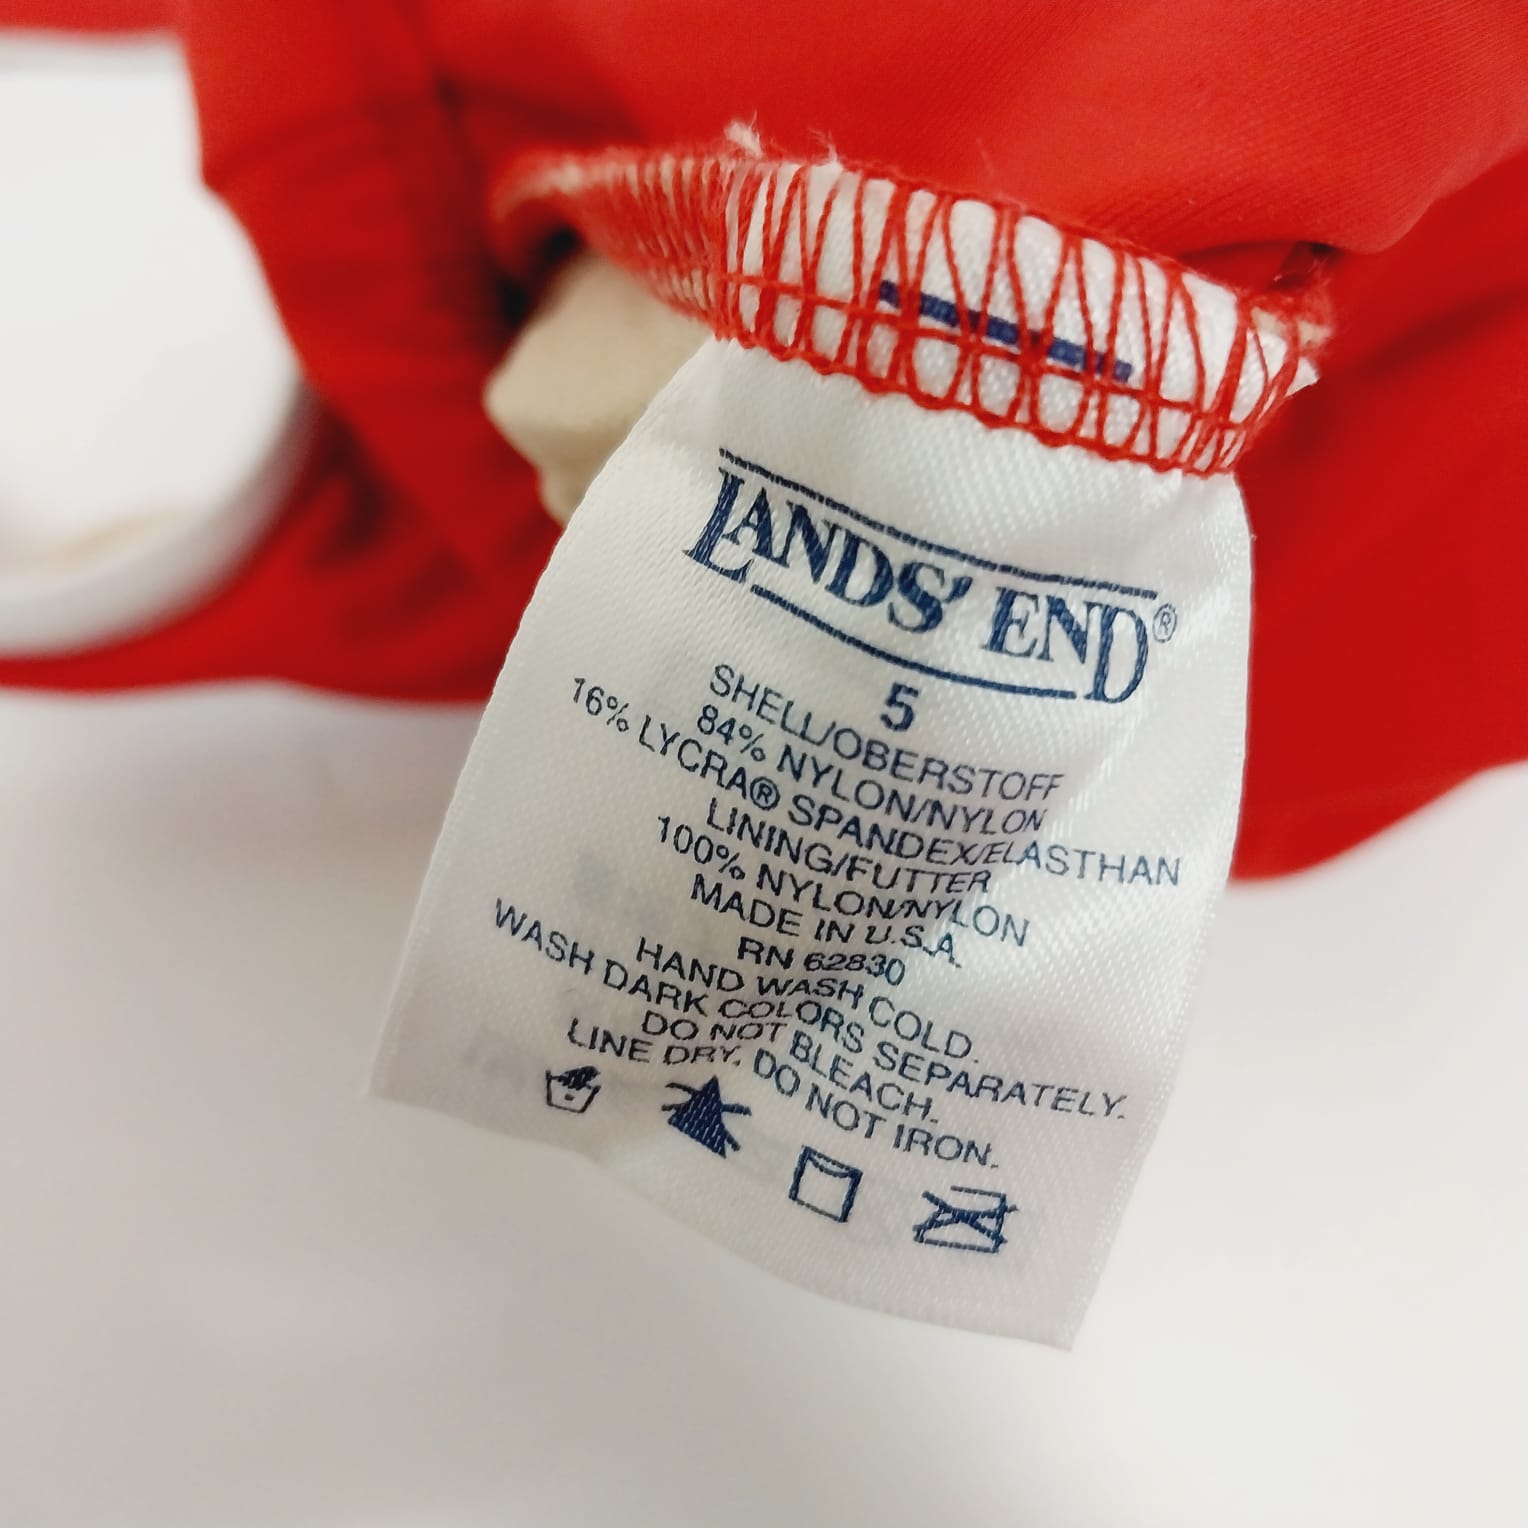 LANDS' END®
5
SHELL/OBERSTOFF
84% NYLON/NYLON
16% LYCRA® SPANDEX/ELASTHAN
LINING/FUTTER
100% NYLON/NYLON
MADE IN U.S.A.
RN 62830
HAND WASH COLD.
WASH DARK COLORS SEPARATELY.
DO NOT BLEACH.
LINE DRY. DO NOT IRON.